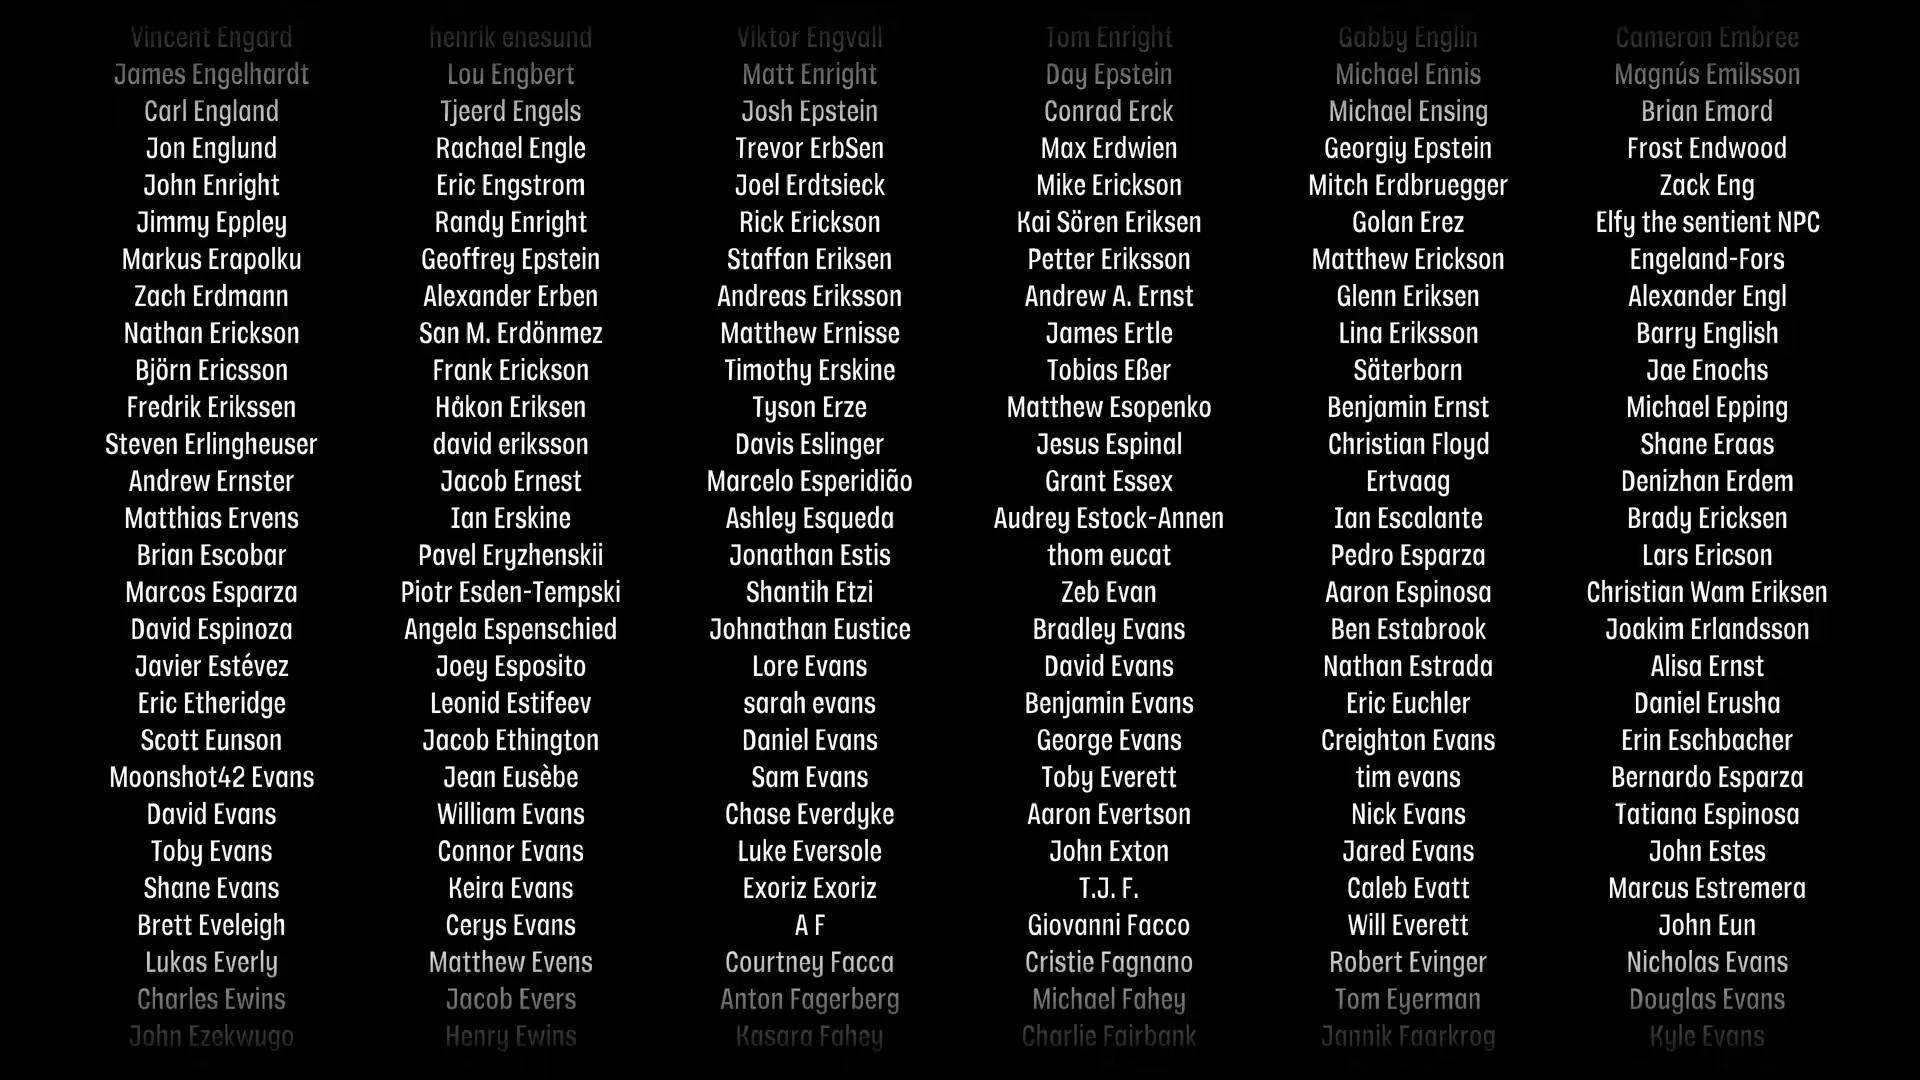 Vincent Engard henrik enesund Viktor Engvall Tom Enright Gabby Englin Cameron Embree
James Engelhardt Lou Engbert Matt Enright Day Epstein Michael Ennis Magnús Emilsson
Carl England Tjeerd Engels Josh Epstein Conrad Erck Michael Ensing Brian Emord
Jon Englund Rachael Engle Trevor ErbSen Max Erdwien Georgiy Epstein Frost Endwood
John Enright Eric Engstrom Joel Erdtsieck Mike Erickson Mitch Erdbruegger Zack Eng
Jimmy Eppley Randy Enright Rick Erickson Kai Sören Eriksen Golan Erez Elfy the sentient NPC
Markus Erapolku Geoffrey Epstein Staffan Eriksen Petter Eriksson Matthew Erickson Engeland-Fors
Zach Erdmann Alexander Erben Andreas Eriksson Andrew A. Ernst Glenn Eriksen Alexander Engl
Nathan Erickson San M. Erdönmez Matthew Ernisse James Ertle Lina Eriksson Barry English
Björn Ericsson Frank Erickson Timothy Erskine Tobias Eßer Säterborn Jae Enochs
Fredrik Erikssen Håkon Eriksen Tyson Erze Matthew Esopenko Benjamin Ernst Michael Epping
Steven Erlingheuser david eriksson Davis Eslinger Jesus Espinal Christian Floyd Shane Eraas
Andrew Ernster Jacob Ernest Marcelo Esperidião Grant Essex Ertvaag Denizhan Erdem
Matthias Ervens Ian Erskine Ashley Esqueda Audrey Estock-Annen Ian Escalante Brady Ericksen
Brian Escobar Pavel Eryzhenskii Jonathan Estis thom eucat Pedro Esparza Lars Ericson
Marcos Esparza Piotr Esden-Tempski Shantih Etzi Zeb Evan Aaron Espinosa Christian Wam Eriksen
David Espinoza Angela Espenschied Johnathan Eustice Bradley Evans Ben Estabrook Joakim Erlandsson
Javier Estévez Joey Esposito Lore Evans David Evans Nathan Estrada Alisa Ernst
Eric Etheridge Leonid Estifeev sarah evans Benjamin Evans Eric Euchler Daniel Erusha
Scott Eunson Jacob Ethington Daniel Evans George Evans Creighton Evans Erin Eschbacher
Moonshot42 Evans Jean Eusèbe Sam Evans Toby Everett tim evans Bernardo Esparza
David Evans William Evans Chase Everdyke Aaron Evertson Nick Evans Tatiana Espinosa
Toby Evans Connor Evans Luke Eversole John Exton Jared Evans John Estes
Shane Evans Keira Evans Exoriz Exoriz T.J. F. Caleb Evatt Marcus Estremera
Brett Eveleigh Cerys Evans A F Giovanni Facco Will Everett John Eun
Lukas Everly Matthew Evens Courtney Facca Cristie Fagnano Robert Evinger Nicholas Evans
Charles Ewins Jacob Evers Anton Fagerberg Michael Fahey Tom Eyerman Douglas Evans
John Ezekwugo Henry Ewins Kasara Fahey Charlie Fairbank Jannik Faarkrog Kyle Evans